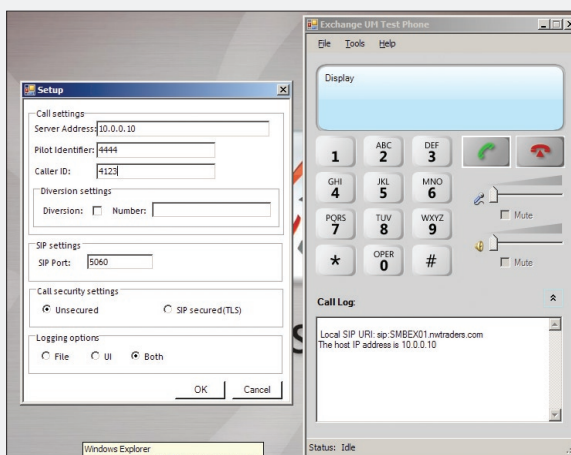 Setup
Call settings
Server Address: 10.0.0.10
Pilot Identifier: 4444
Caller ID: 4123
Diversion settings
Diversion: Number:
SIP settings
SIP Port: 5060
Call security settings
Unsecured SIP secured(TLS)
Logging options
File UI Both
OK Cancel
Windows Explorer
Exchange UM Test Phone
File Tools Help
Display
1 ABC 2 DEF 3
GHI 4 JKL 5 MNO 6
Mute
PQRS 7 TUV 8 WXYZ 9
* OPER 0 #
Mute
Call Log:
Local SIP URI: sip:SMBEX01.nwtraders.com
The host IP address is 10.0.0.10
Status: Idle